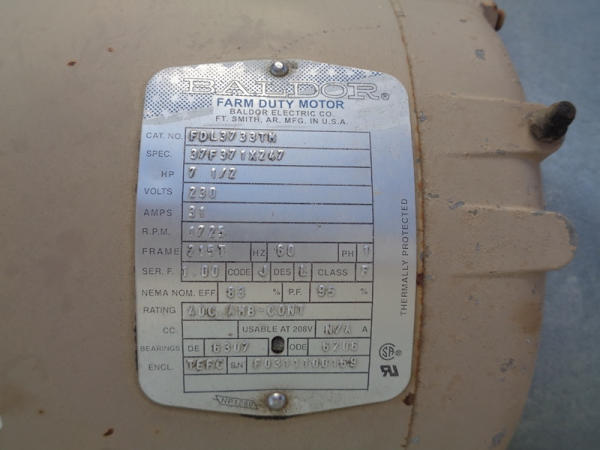 BALDOR®
FARM DUTY MOTOR
BALDOR ELECTRIC CO.
FT. SMITH, AR. MFG. IN U.S.A.
CAT. NO. FDL3733TM
SPEC. 37F371X247
HP 7 1/2
VOLTS 230
AMPS 31
R.P.M. 1725
FRAME 215T HZ 60 PH
SER. F. 1.00 CODE J DES L CLASS F
NEMA NOM. EFF 83 % P.F. 95 %
RATING 40C AMB-CONT
CC. USABLE AT 208V N/A A
BEARINGS DE 6307 ODE 6206
ENCL. TEFC SN F0311100169
THERMALLY PROTECTED